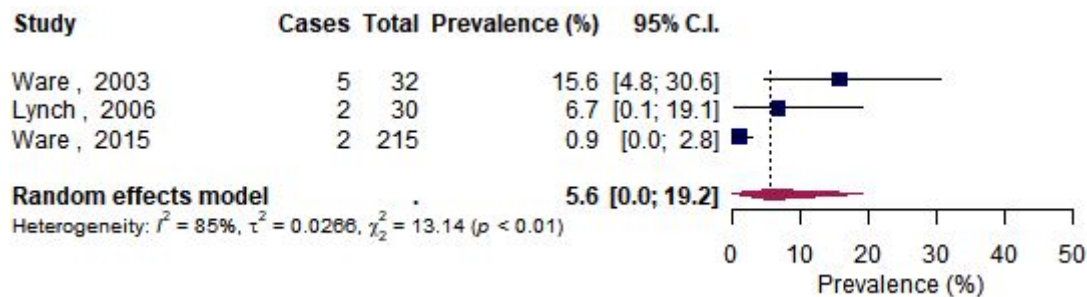 Study Cases Total Prevalence (%) 95% C.I.
Ware , 2003 5 32 15.6 [4.8; 30.6]
Lynch , 2006 2 30 6.7 [0.1; 19.1]
Ware , 2015 2 215 0.9 [0.0; 2.8]
Random effects model . 5.6 [0.0; 19.2]
Heterogeneity: I² = 85%, τ² = 0.0266, χ²₂ = 13.14 (p < 0.01)
0 10 20 30 40 50
Prevalence (%)